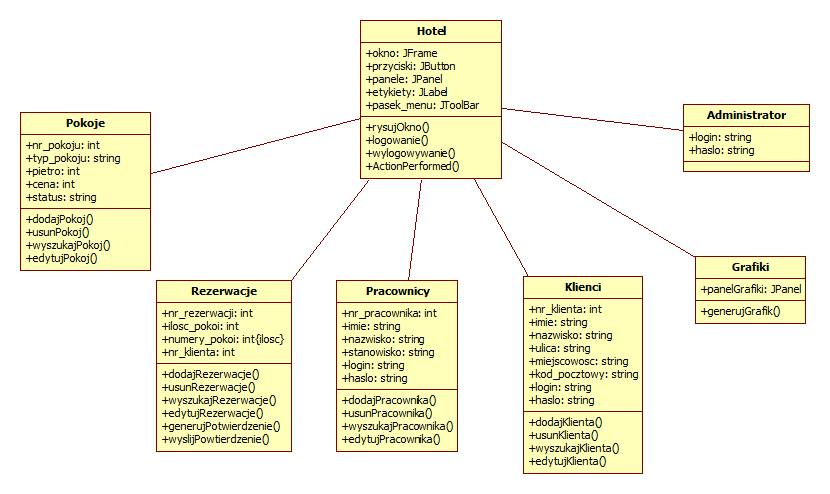 Hotel
+okno: JFrame
+przyciski: JButton
+panele: JPanel
+etykiety: JLabel
+pasek_menu: JToolBar
+rysujOkno()
+logowanie()
+wylogowywanie()
+ActionPerformed()
Pokoje
+nr_pokoju: int
+typ_pokoju: string
+pietro: int
+cena: int
+status: string
+dodajPokoj()
+usunPokoj()
+wyszukajPokoj()
+edytujPokoj()
Administrator
+login: string
+haslo: string
Rezerwacje
+nr_rezerwacji: int
+ilosc_pokoi: int
+numery_pokoi: int{ilosc}
+nr_klienta: int
+dodajRezerwacje()
+usunRezerwacje()
+wyszukajRezerwacje()
+edytujRezerwacje()
+generujPotwierdzenie()
+wyslijPowtierdzenie()
Pracownicy
+nr_pracownika: int
+imie: string
+nazwisko: string
+stanowisko: string
+login: string
+haslo: string
+dodajPracownika()
+usunPracownika()
+wyszukajPracownika()
+edytujPracownika()
Klienci
+nr_klienta: int
+imie: string
+nazwisko: string
+ulica: string
+miejscowosc: string
+kod_pocztowy: string
+login: string
+haslo: string
+dodajKlienta()
+usunKlienta()
+wyszukajKlienta()
+edytujKlienta()
Grafiki
+panelGrafiki: JPanel
+generujGrafik()